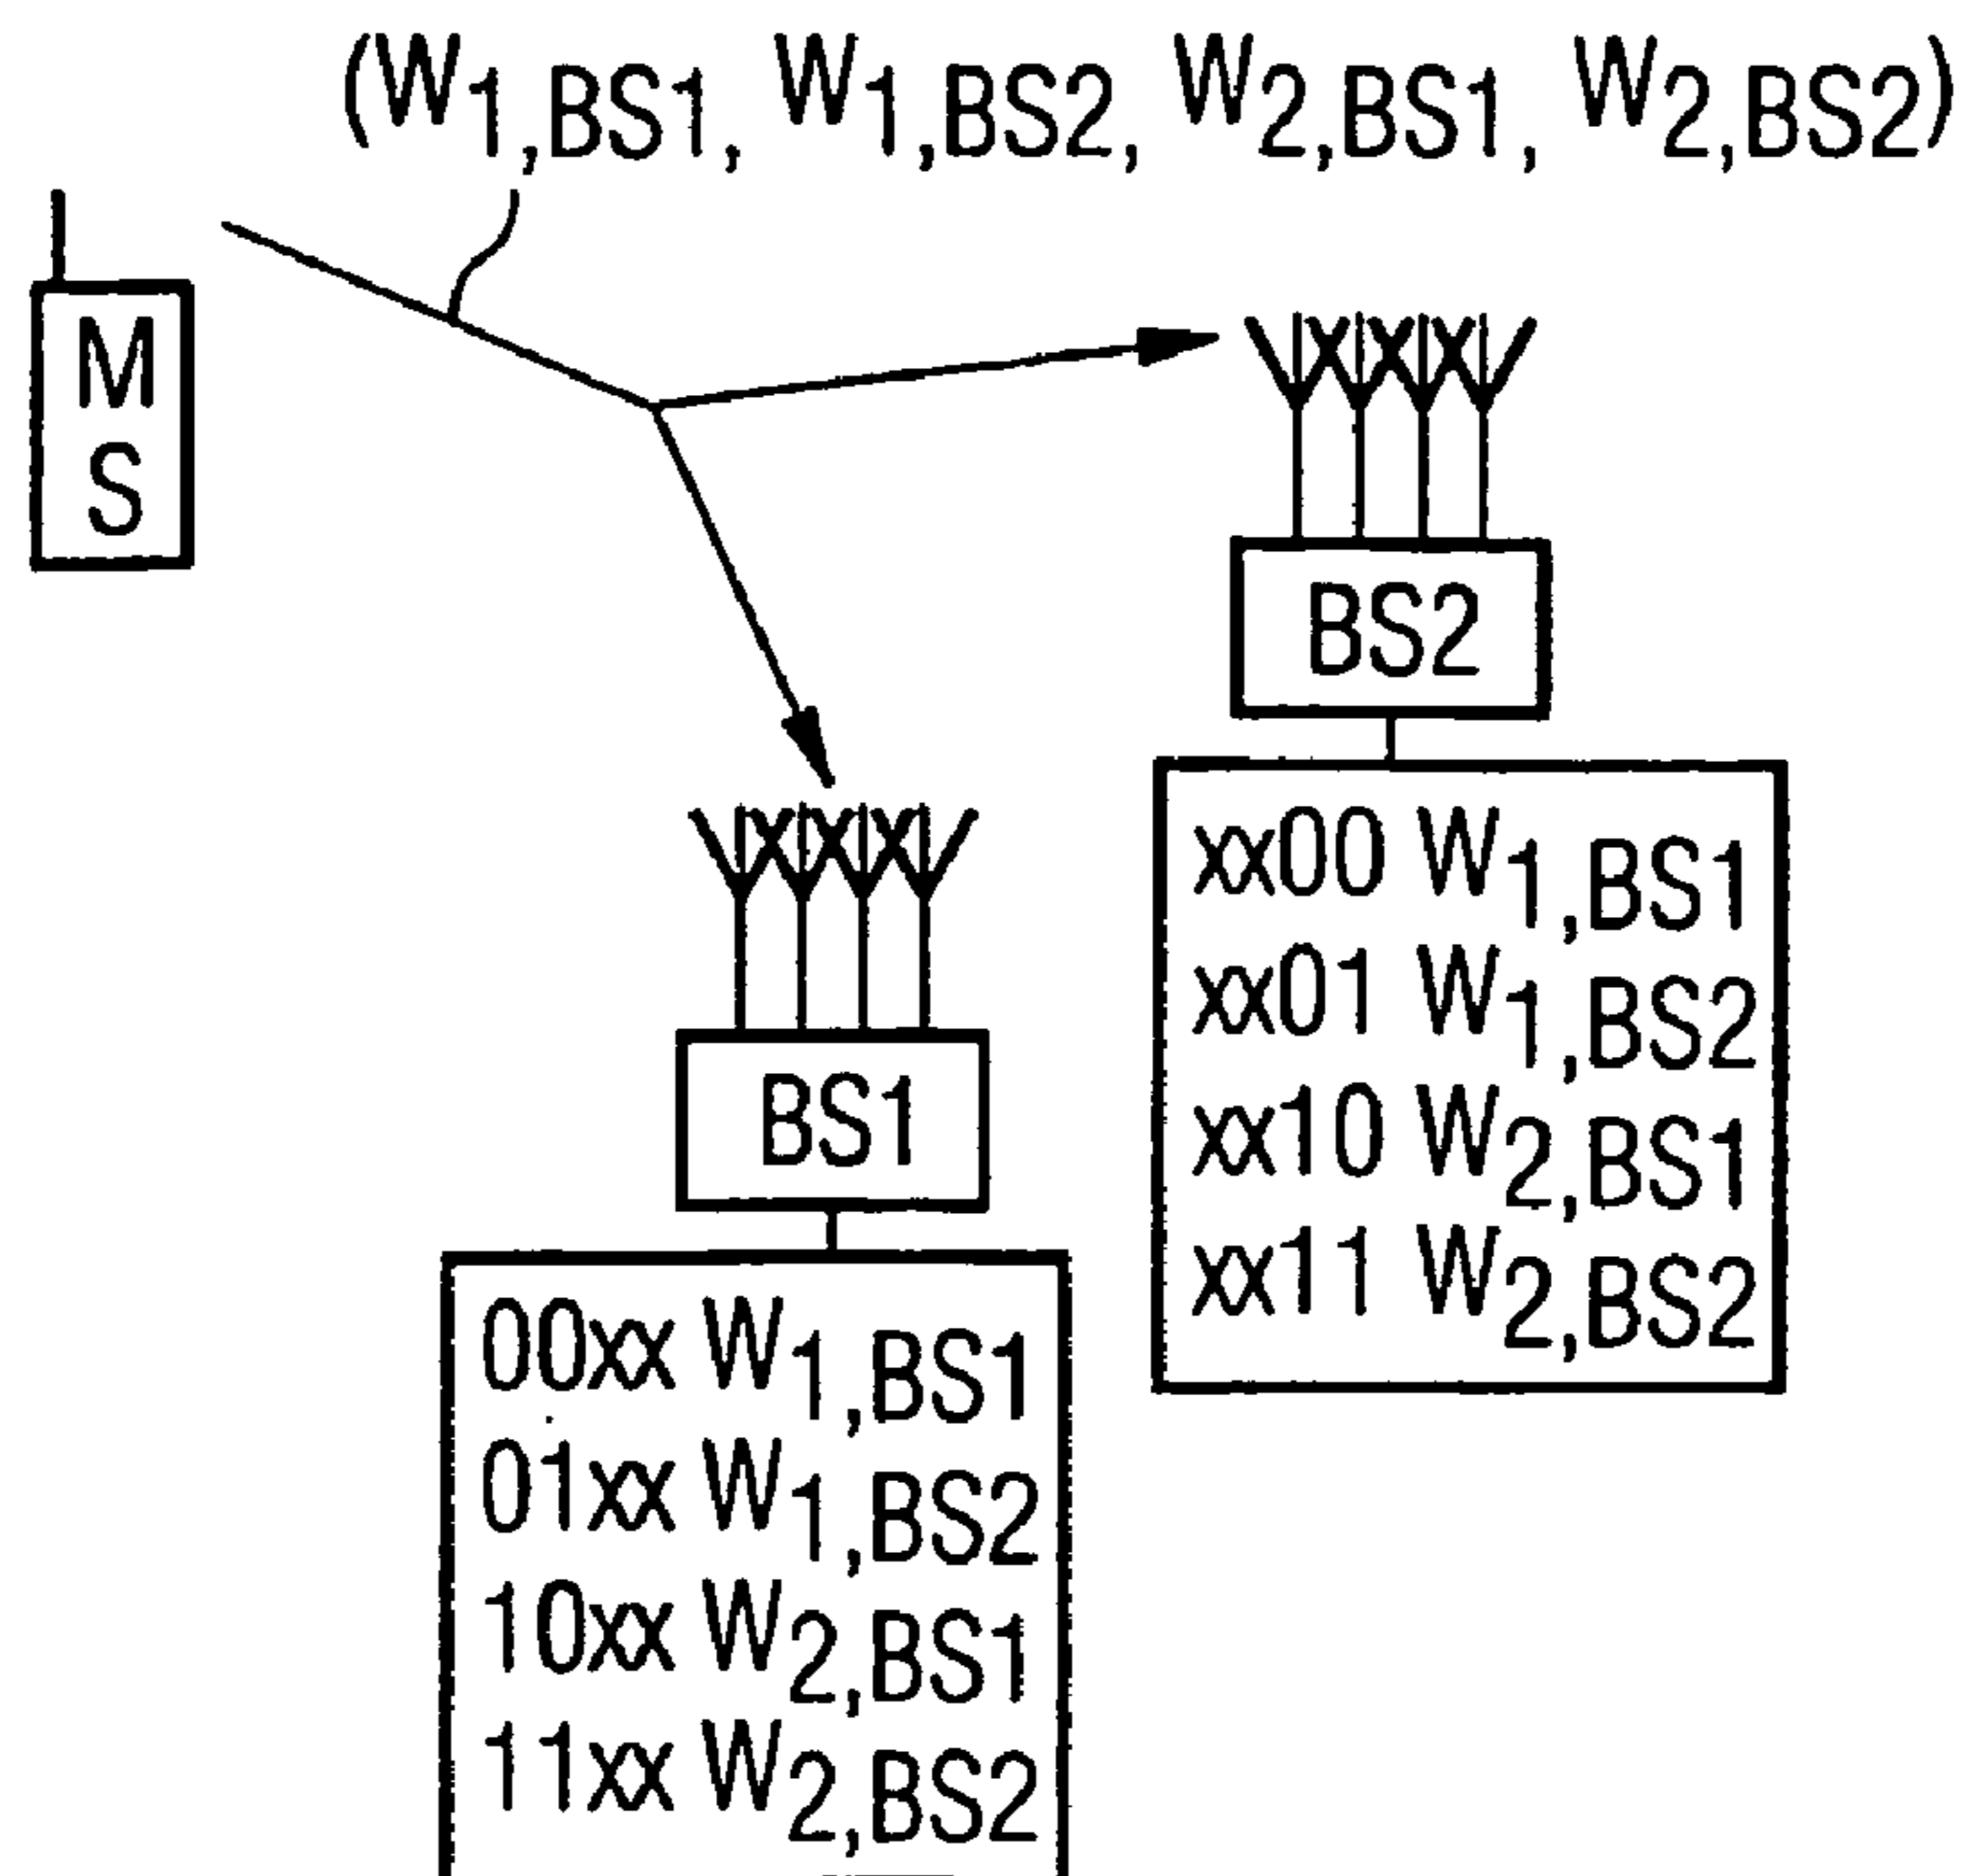 (W1,BS1, W1,BS2, W2,BS1, W2,BS2)
M
S
BS2
xx00 W1,BS1
xx01 W1,BS2
xx10 W2,BS1
xx11 W2,BS2
BS1
00xx W1,BS1
01xx W1,BS2
10xx W2,BS1
11xx W2,BS2